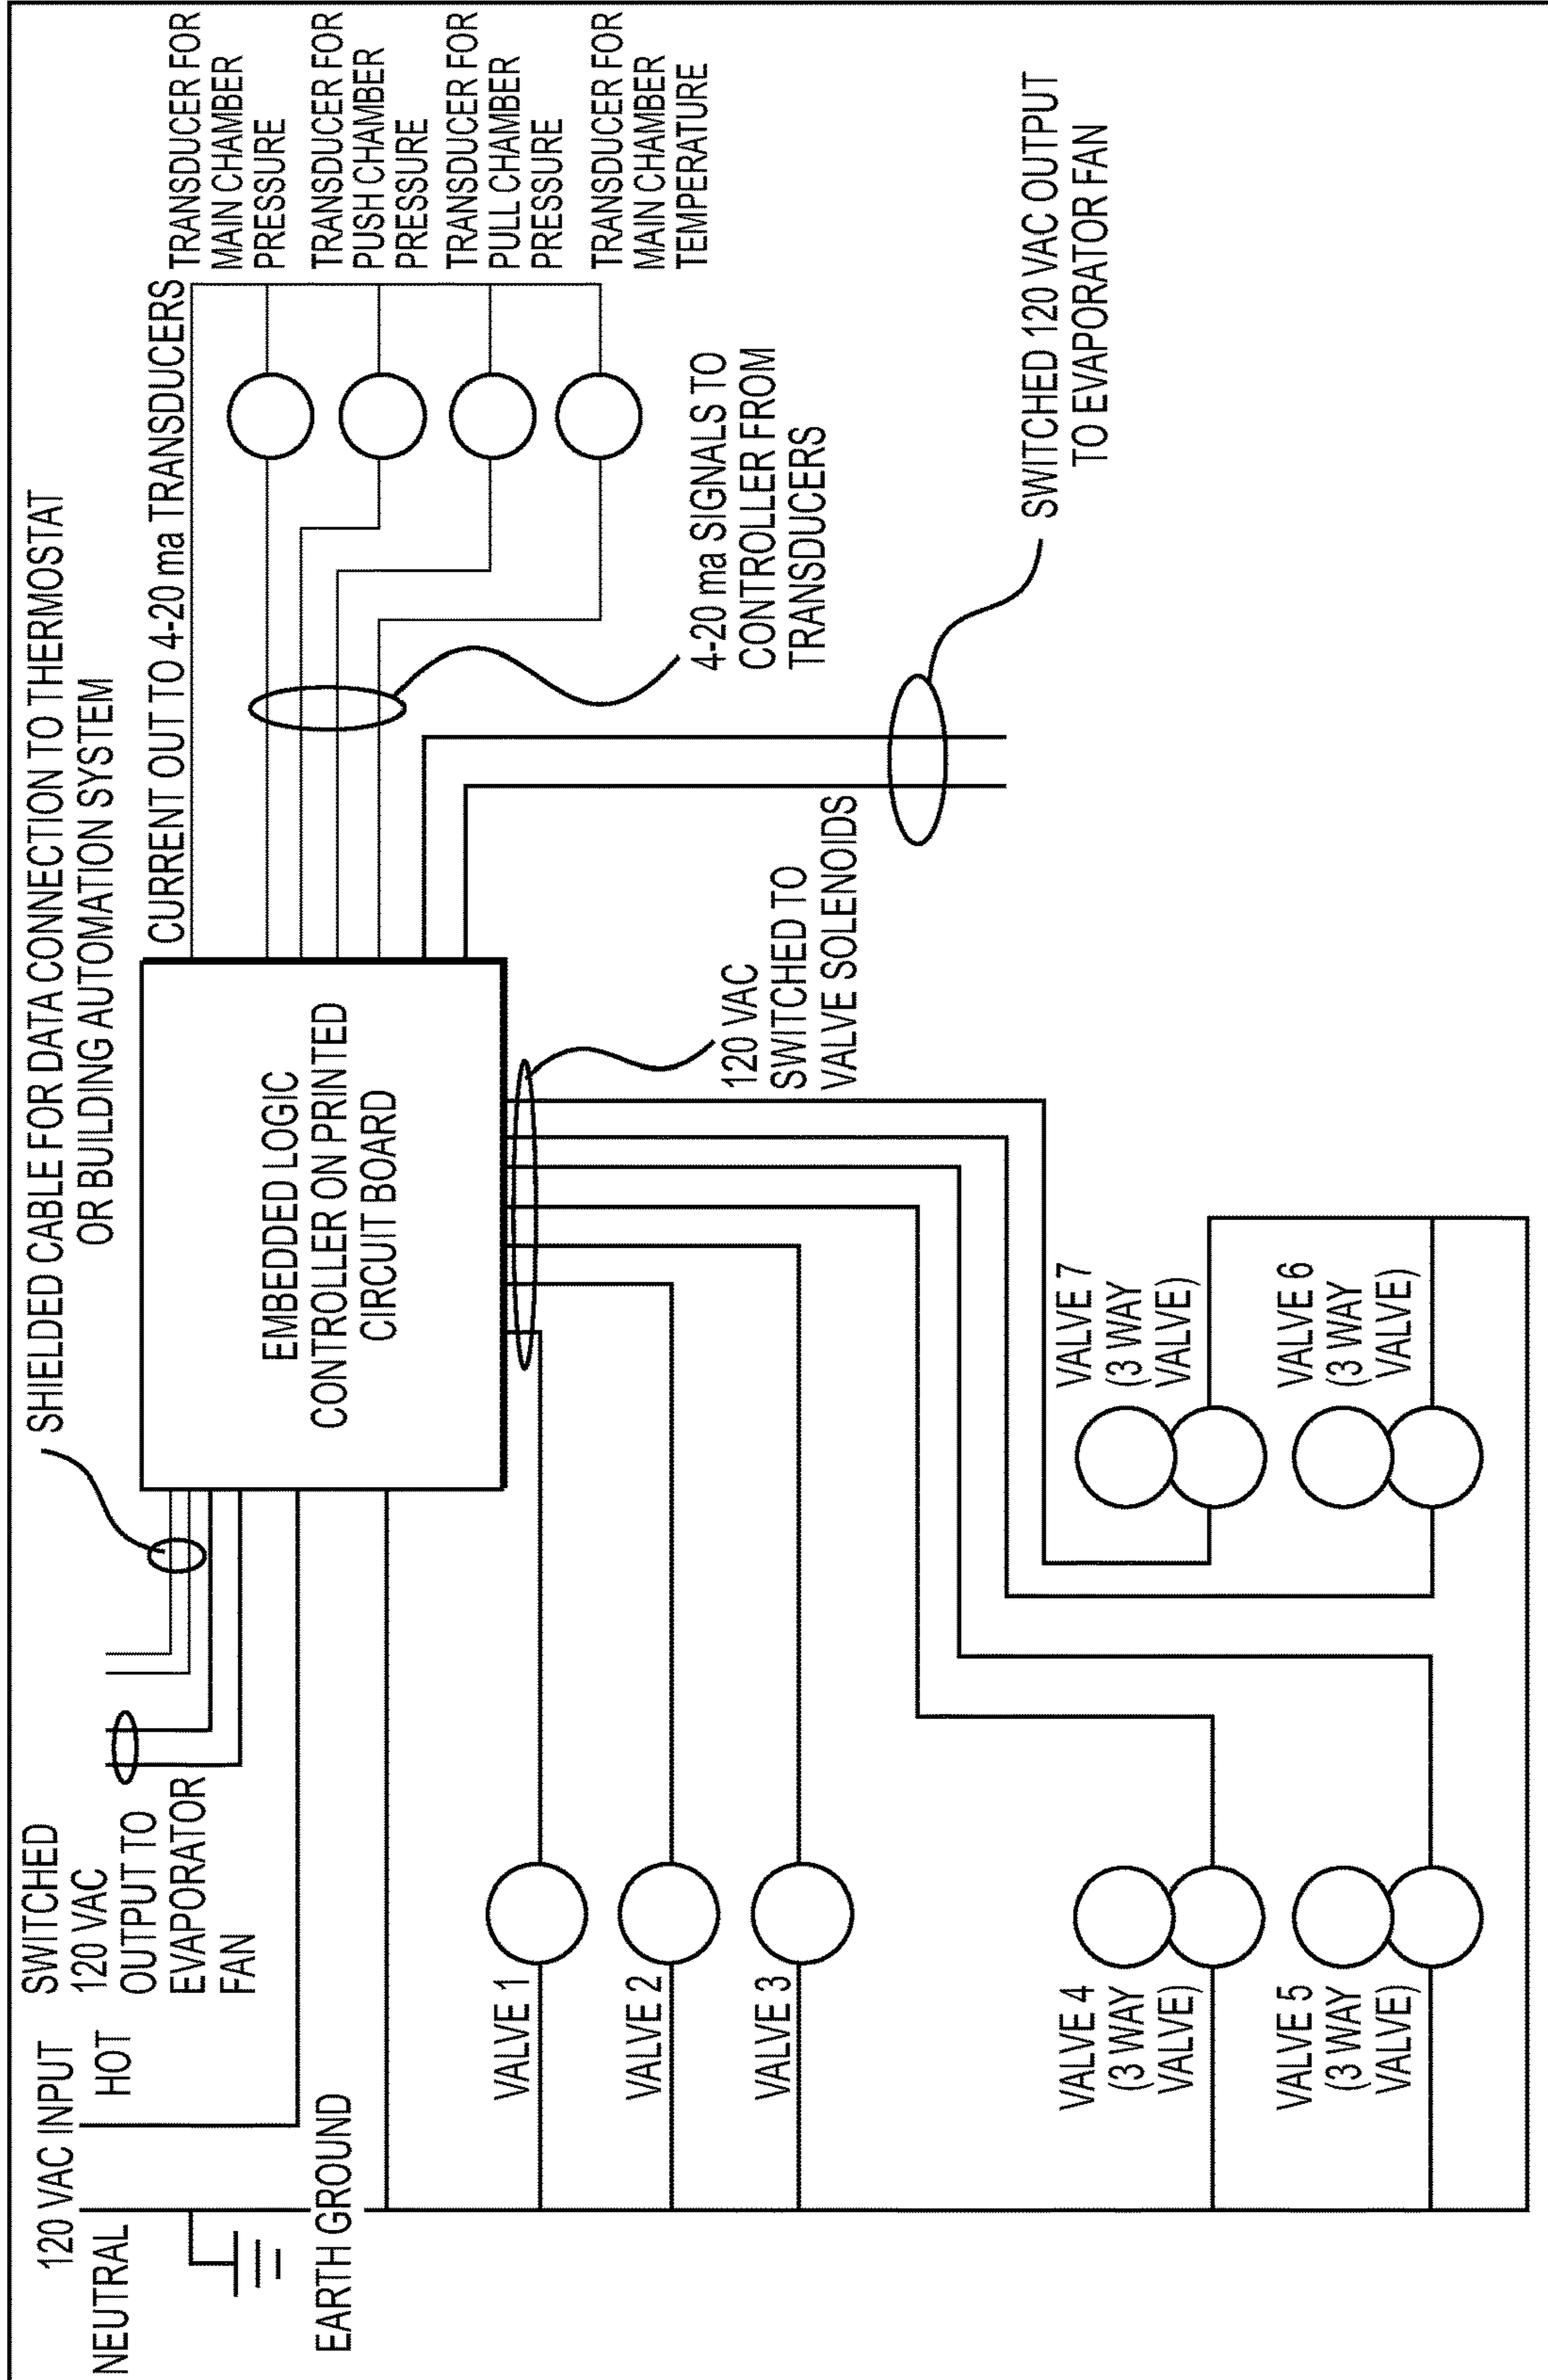 120 VAC INPUT
NEUTRAL
HOT
EARTH GROUND
SWITCHED
120 VAC
OUTPUT TO
EVAPORATOR
FAN
SHIELDED CABLE FOR DATA CONNECTION TO THERMOSTAT
OR BUILDING AUTOMATION SYSTEM
EMBEDDED LOGIC
CONTROLLER ON PRINTED
CIRCUIT BOARD
CURRENT OUT TO 4-20 ma TRANSDUCERS
TRANSDUCER FOR
MAIN CHAMBER
PRESSURE
TRANSDUCER FOR
PUSH CHAMBER
PRESSURE
TRANSDUCER FOR
PULL CHAMBER
PRESSURE
TRANSDUCER FOR
MAIN CHAMBER
TEMPERATURE
4-20 ma SIGNALS TO
CONTROLLER FROM
TRANSDUCERS
SWITCHED 120 VAC OUTPUT
TO EVAPORATOR FAN
120 VAC
SWITCHED TO
VALVE SOLENOIDS
VALVE 1
VALVE 2
VALVE 3
VALVE 4
(3 WAY
VALVE)
VALVE 5
(3 WAY
VALVE)
VALVE 7
(3 WAY
VALVE)
VALVE 6
(3 WAY
VALVE)